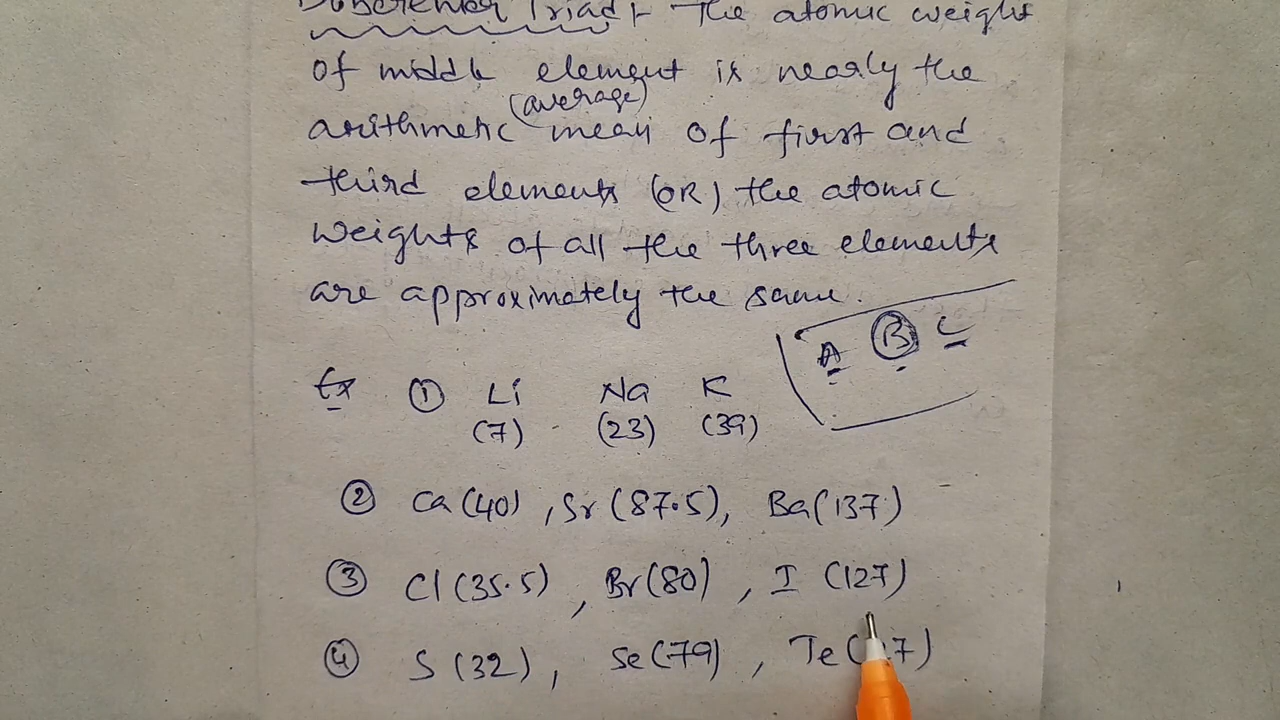 Triad :- The atomic weight
of middle element is nearly the
(average)
arithmetic mean of first and
third elements (OR) the atomic
weights of all the three elements
are approximately the same.
A B C
Ex ① Li Na K
(7) (23) (39)
② Ca(40), Sr(87.5), Ba(137)
③ Cl(35.5), Br(80), I (127)
④ S(32), Se(79), Te(